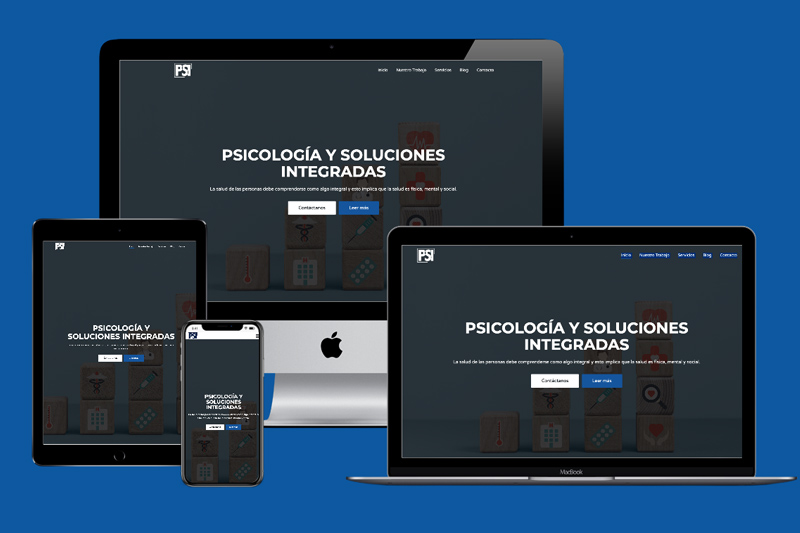 PSI
Inicio Nuestro Trabajo Servicios Blog Contacto
PSICOLOGÍA Y SOLUCIONES
INTEGRADAS
La salud de las personas debe comprenderse como algo integral y esto implica que la salud es física, mental y social.
Contáctanos Leer más
PSI
PSICOLOGÍA Y
SOLUCIONES INTEGRADAS
PSI
PSICOLOGÍA Y
SOLUCIONES
INTEGRADAS
PSI
Inicio Nuestro Trabajo Servicios Blog Contacto
PSICOLOGÍA Y SOLUCIONES
INTEGRADAS
La salud de las personas debe comprenderse como algo integral y esto implica que la salud es física, mental y social.
Contáctanos Leer más
MacBook